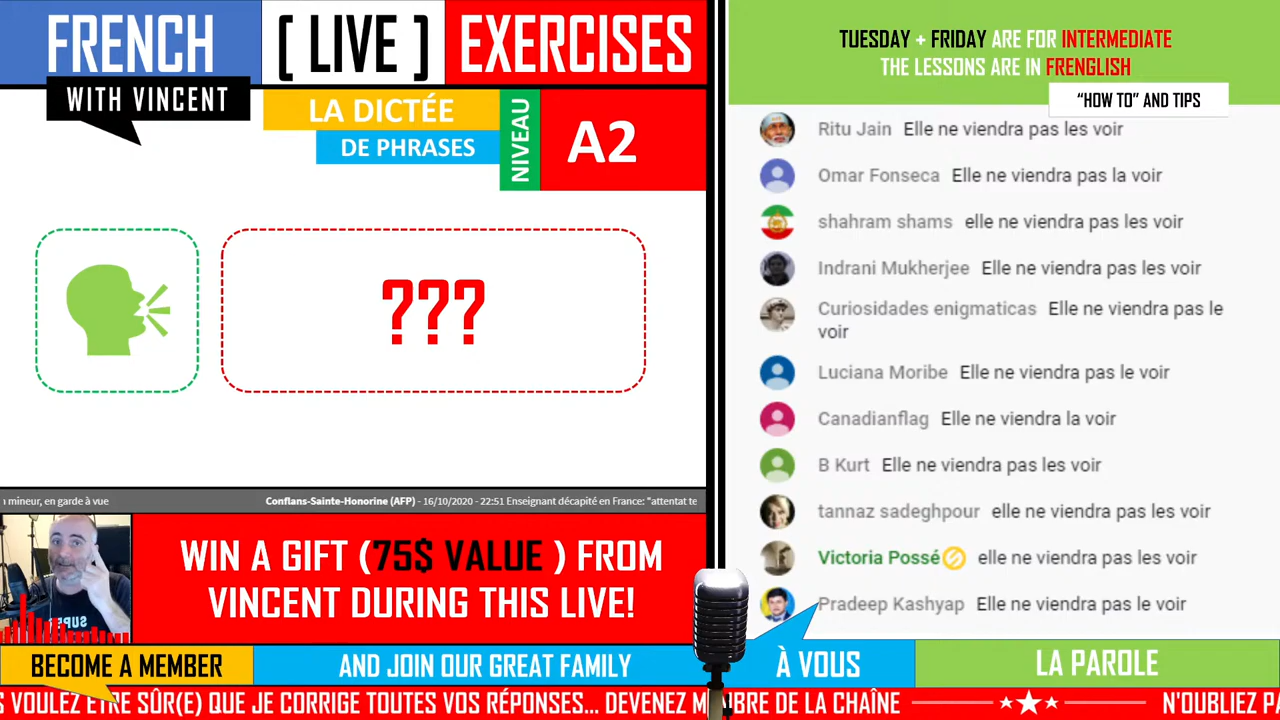 FRENCH
[ LIVE ]
EXERCISES
WITH VINCENT
LA DICTÉE
DE PHRASES
NIVEAU
A2
???
n mineur, en garde à vue
Conflans-Sainte-Honorine (AFP) - 16/10/2020 - 22:51 Enseignant décapité en France: "attentat te
WIN A GIFT (75$ VALUE ) FROM
VINCENT DURING THIS LIVE!
BECOME A MEMBER
AND JOIN OUR GREAT FAMILY
TUESDAY + FRIDAY ARE FOR INTERMEDIATE
THE LESSONS ARE IN FRENGLISH
"HOW TO" AND TIPS
Ritu Jain Elle ne viendra pas les voir
Omar Fonseca Elle ne viendra pas la voir
shahram shams elle ne viendra pas les voir
Indrani Mukherjee Elle ne viendra pas les voir
Curiosidades enigmaticas Elle ne viendra pas le
voir
Luciana Moribe Elle ne viendra pas le voir
Canadianflag Elle ne viendra la voir
B Kurt Elle ne viendra pas les voir
tannaz sadeghpour elle ne viendra pas les voir
Victoria Possé elle ne viendra pas les voir
Pradeep Kashyap Elle ne viendra pas le voir
À VOUS
LA PAROLE
S VOULEZ ÊTRE SÛR(E) QUE JE CORRIGE TOUTES VOS RÉPONSES... DEVENEZ MEMBRE DE LA CHAÎNE
N'OUBLIEZ PA